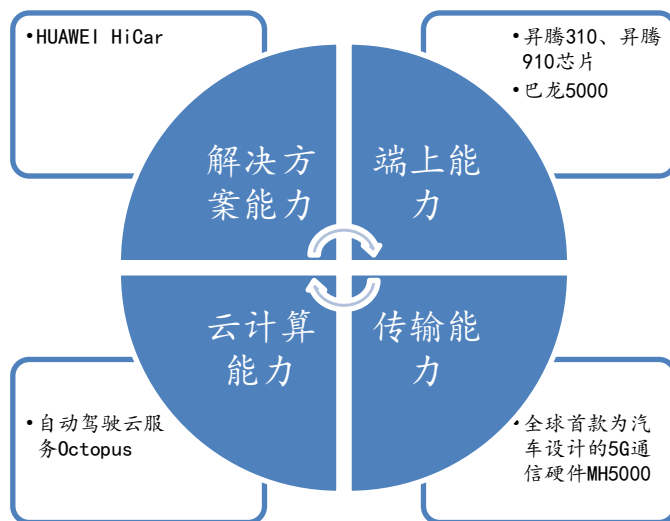 •HUAWEI HiCar
•昇腾310、昇腾
910芯片
•巴龙5000
解决方
案能力
端上能
力
云计算
能力
传输能
力
•自动驾驶云服
务Octopus
•全球首款为汽
车设计的5G通
信硬件MH5000